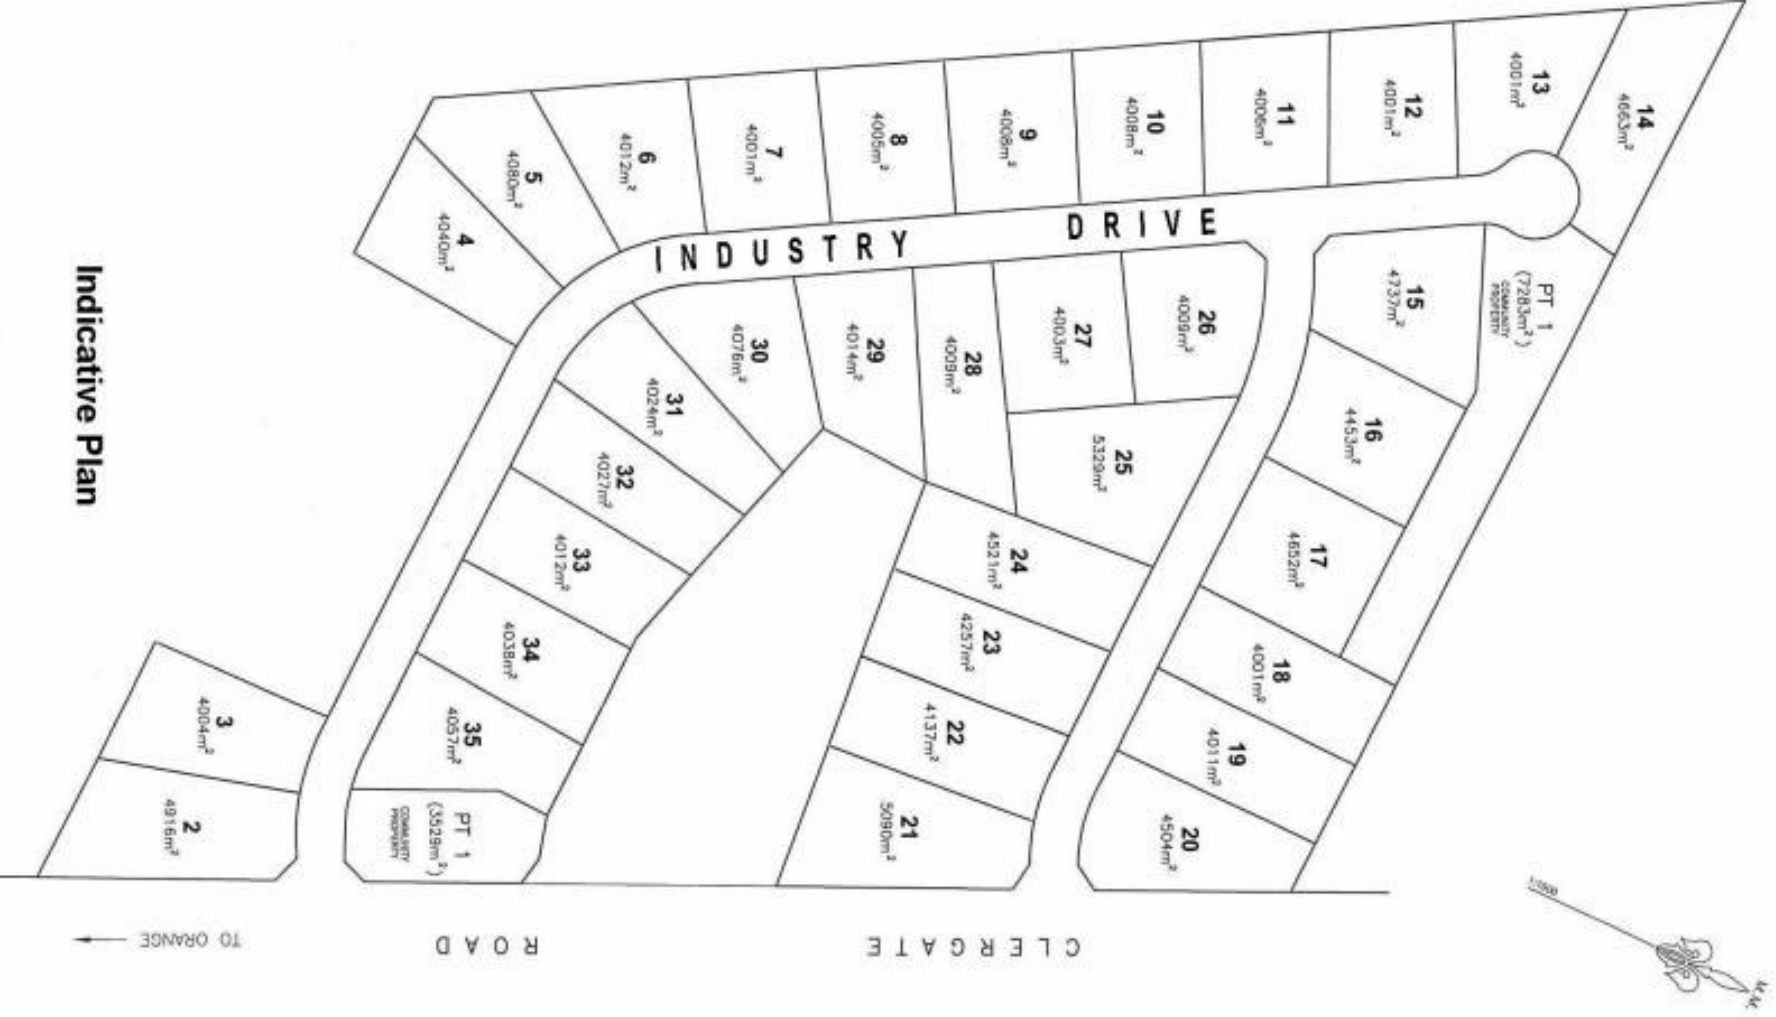 Indicative Plan
INDUSTRY DRIVE
CLERGATE ROAD
TO ORANGE
2
4916m²
3
4004m²
4
4040m²
5
4080m²
6
4012m²
7
4001m²
8
4005m²
9
4008m²
10
4008m²
11
4006m²
12
4001m²
13
4001m²
14
4663m²
PT 1
(7283m²)
COMMUNITY
PROPERTY
15
4737m²
16
4453m²
17
4652m²
18
4001m²
19
4011m²
20
4504m²
21
5090m²
22
4137m²
23
4257m²
24
4521m²
25
5329m²
26
4009m²
27
4003m²
28
4009m²
29
4014m²
30
4076m²
31
4024m²
32
4027m²
33
4012m²
34
4038m²
35
4057m²
PT 1
(3529m²)
COMMUNITY
PROPERTY